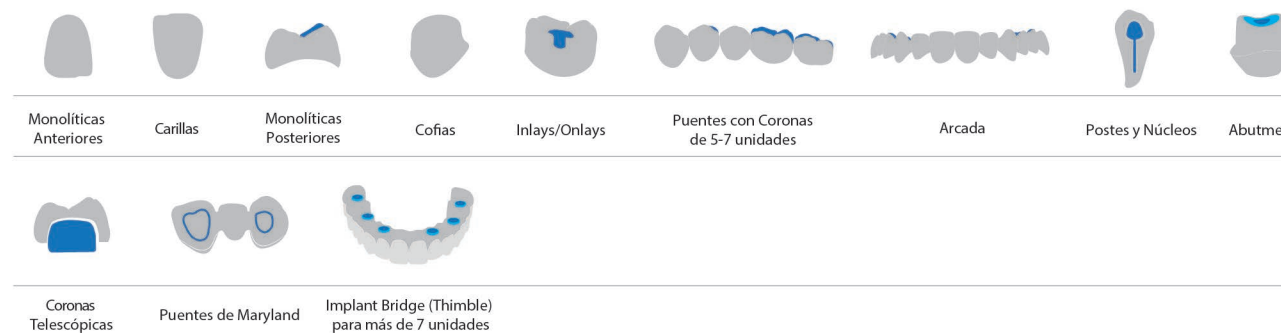 Monolíticas
Anteriores
Carillas
Monolíticas
Posteriores
Cofias
Inlays/Onlays
Puentes con Coronas
de 5-7 unidades
Arcada
Postes y Núcleos
Abutme
Coronas
Telescópicas
Puentes de Maryland
Implant Bridge (Thimble)
para más de 7 unidades